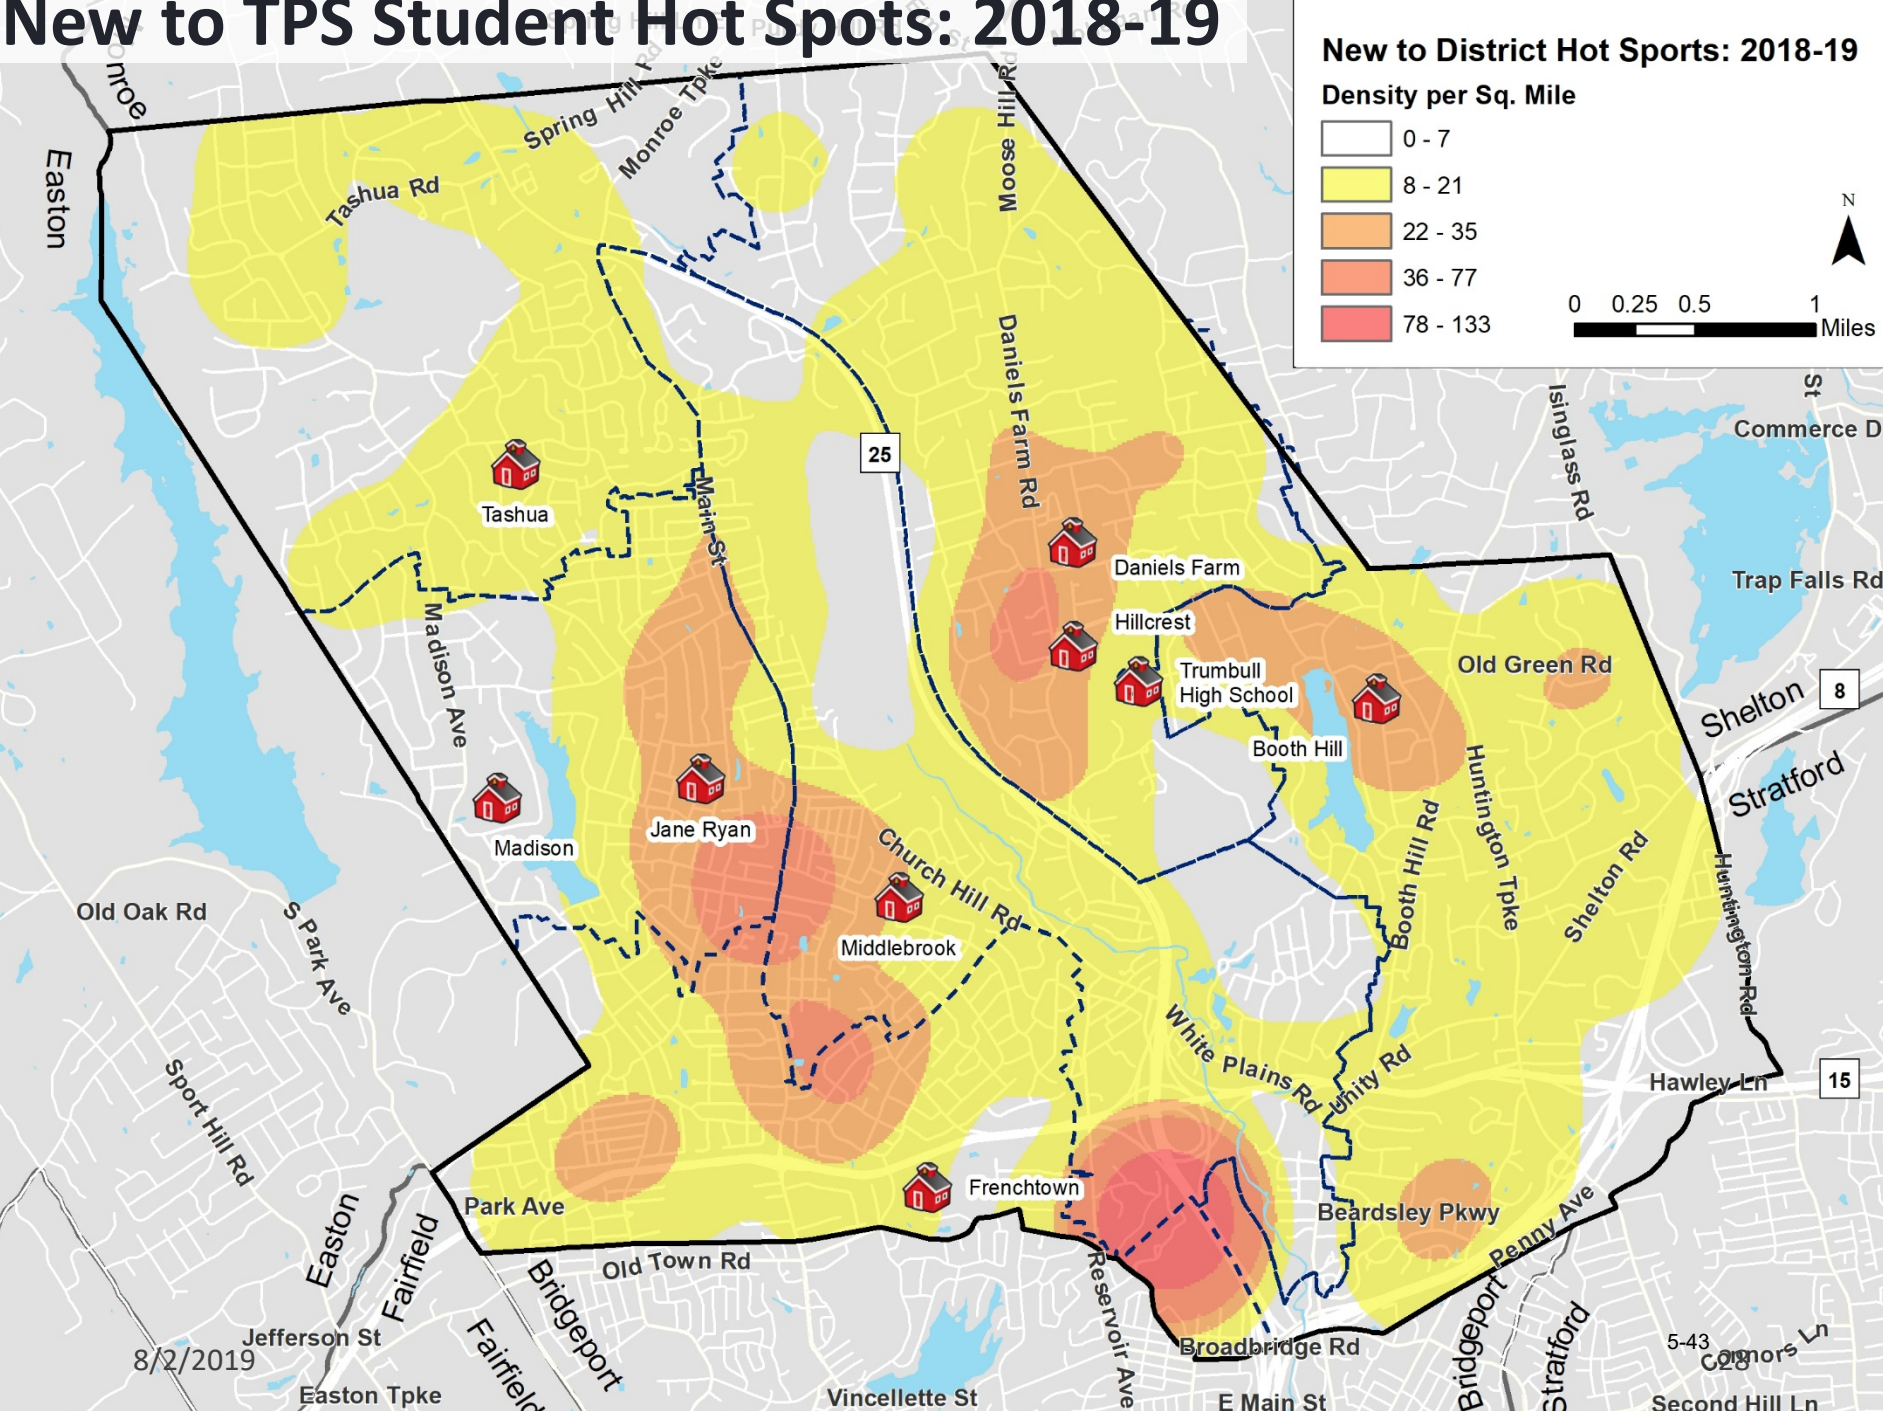 New to TPS Student Hot Spots: 2018-19
New to District Hot Sports: 2018-19
Density per Sq. Mile
0 - 7
8 - 21
22 - 35
36 - 77
78 - 133
N
0 0.25 0.5 1
Miles
Monroe Tpke
Spring Hill Rd
Moose Hill Rd
Easton
Tashua Rd
Daniels Farm Rd
25
Isinglass Rd
St
Commerce D
Tashua
Main St
Daniels Farm
Trap Falls Rd
Hillcrest
Madison Ave
Trumbull
High School
Old Green Rd
8
Shelton
Booth Hill
Stratford
Huntington Tpke
Jane Ryan
Madison
Church Hill Rd
Booth Hill Rd
Shelton Rd
Huntington Rd
Old Oak Rd
S Park Ave
Middlebrook
White Plains Rd
Unity Rd
Hawley Ln
15
Sport Hill Rd
Frenchtown
Park Ave
Beardsley Pkwy
Penny Ave
Easton
Fairfield
Old Town Rd
Bridgeport
Reservoir Ave
Fairfield
Jefferson St
8/2/2019
Broadbridge Rd
Bridgeport
Stratford
5-43
28
Connors Ln
Easton Tpke
Vincellette St
E Main St
Second Hill Ln